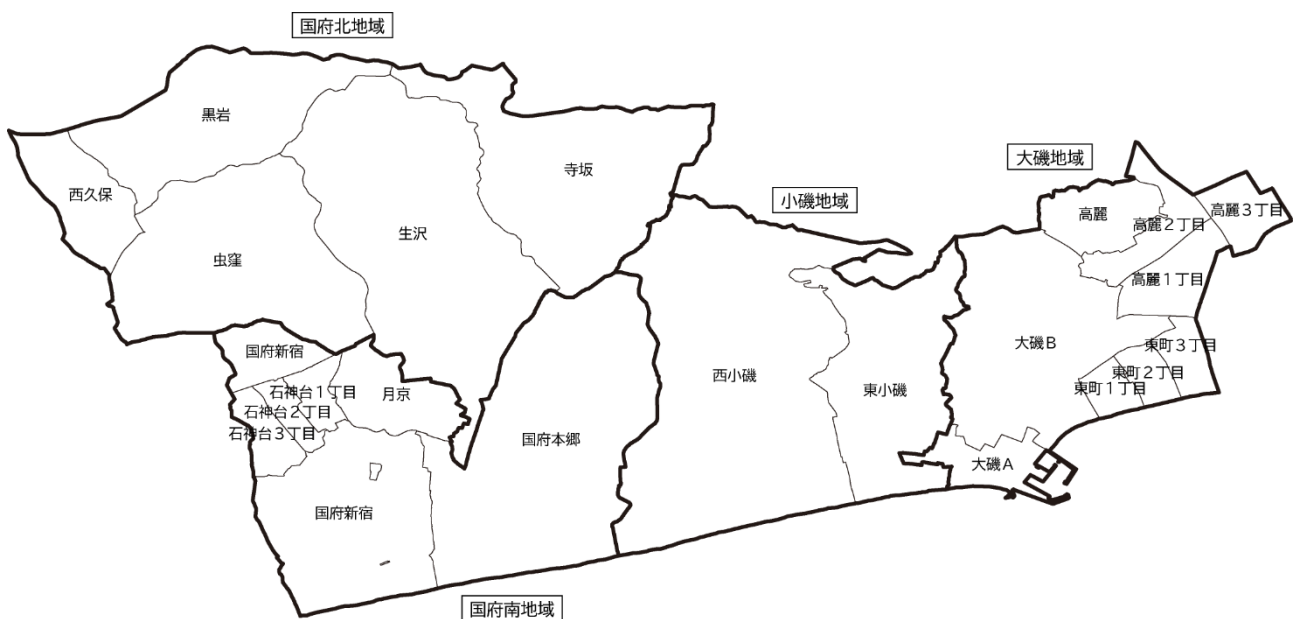 国府北地域
黒岩
寺坂
大磯地域
西久保
小磯地域
高麗
高麗3丁目
高麗2丁目
生沢
虫窪
高麗1丁目
大磯B
東町3丁目
国府新宿
西小磯
東町2丁目
石神台1丁目
月京
東小磯
東町1丁目
石神台2丁目
石神台3丁目
国府本郷
大磯A
国府新宿
国府南地域